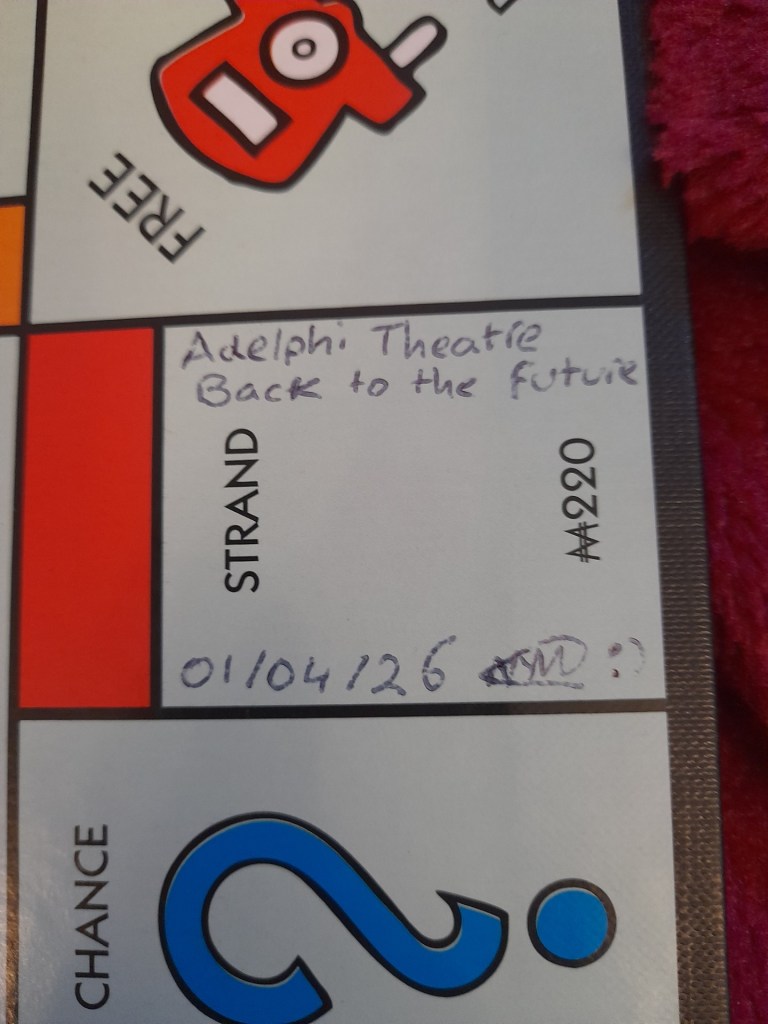 FREE
Adelphi Theatre
Back to the future
STRAND
₩220
01/04/26 :)
CHANCE